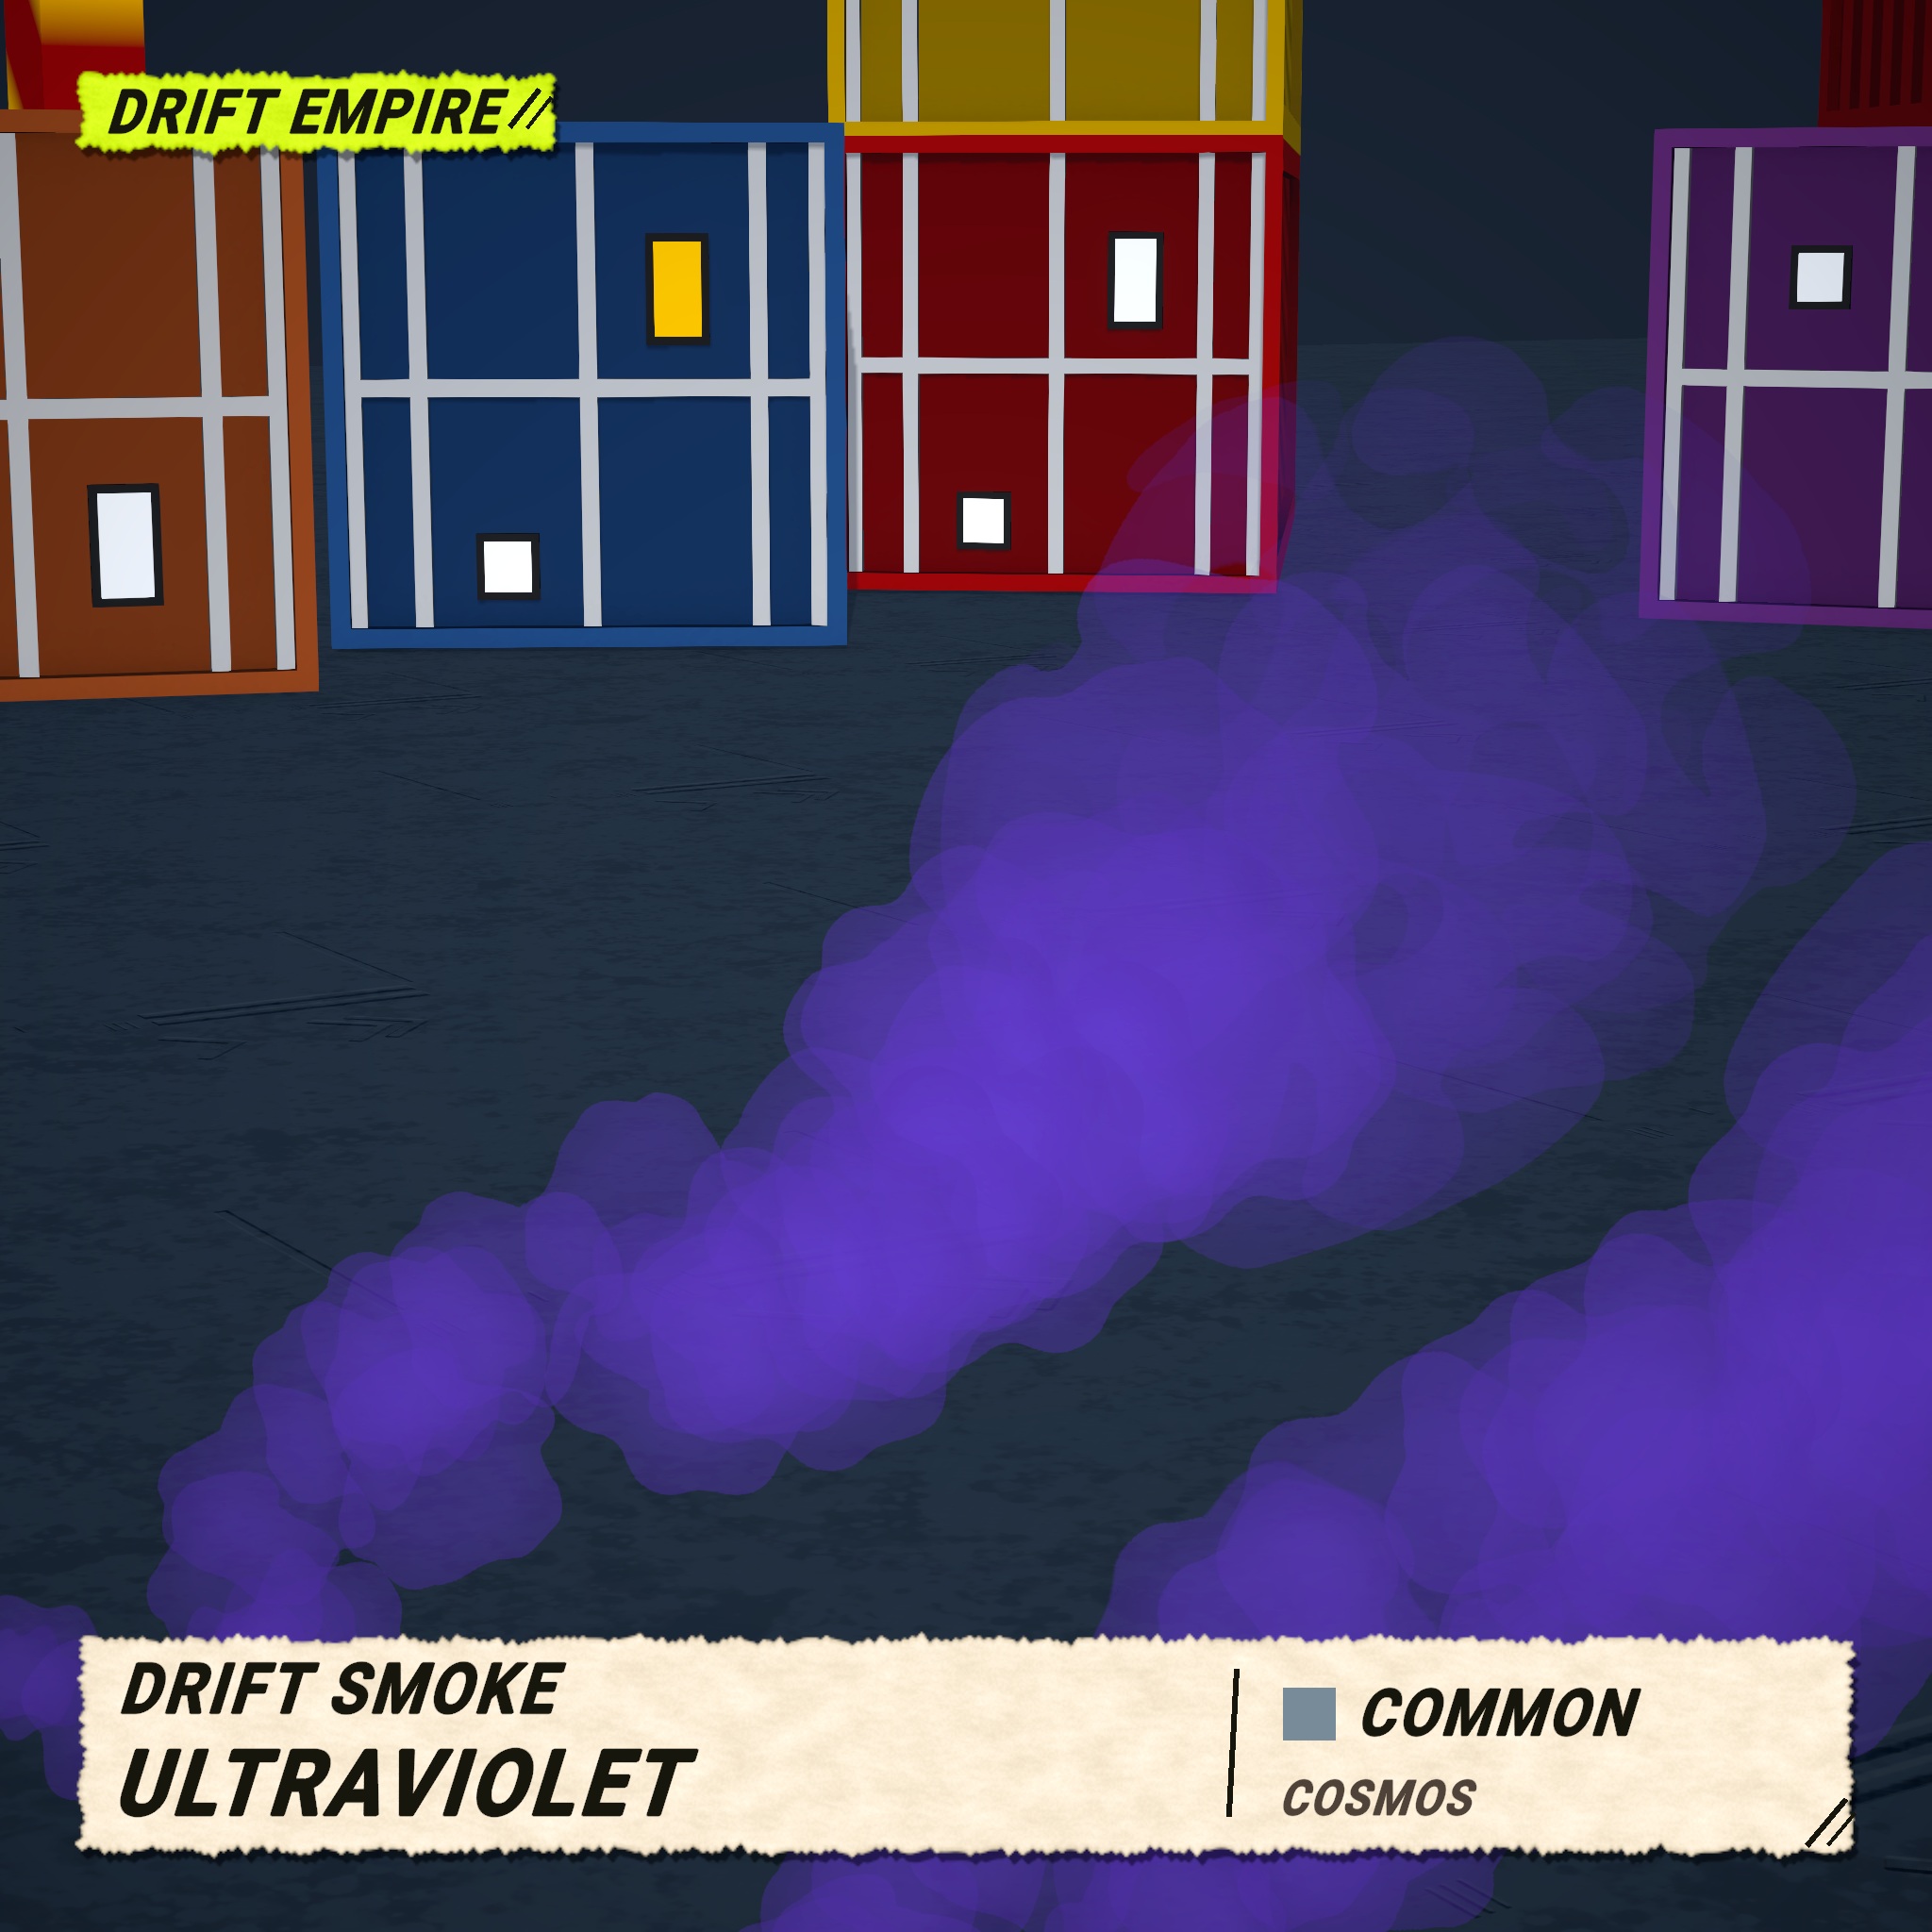 DRIFT EMPIRE//
DRIFT SMOKE
ULTRAVIOLET
COMMON
COSMOS